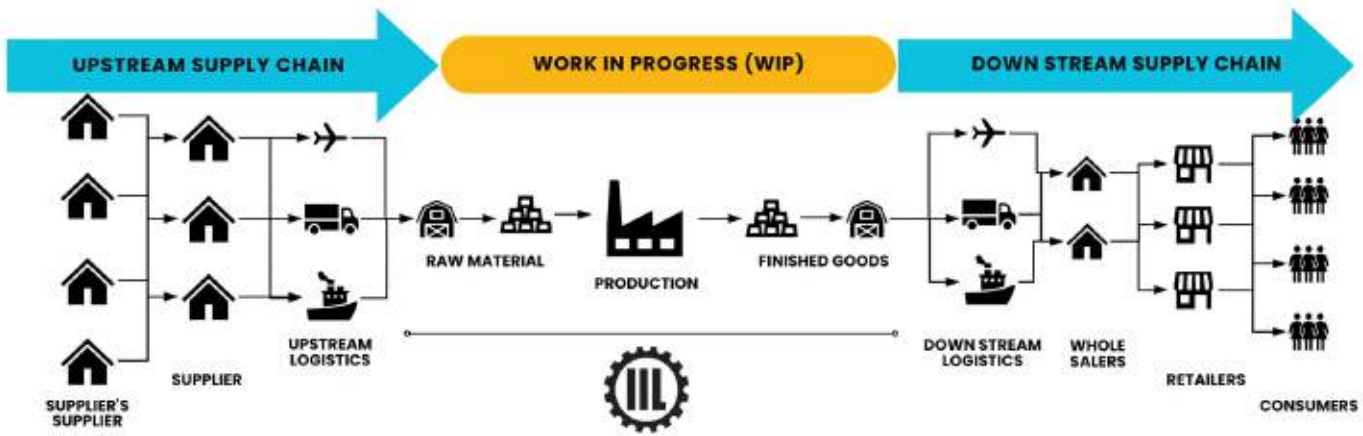 UPSTREAM SUPPLY CHAIN
WORK IN PROGRESS (WIP)
DOWN STREAM SUPPLY CHAIN
RAW MATERIAL
PRODUCTION
FINISHED GOODS
UPSTREAM
LOGISTICS
DOWN STREAM
LOGISTICS
WHOLE
SALERS
SUPPLIER
RETAILERS
SUPPLIER'S
SUPPLIER
CONSUMERS
IIL